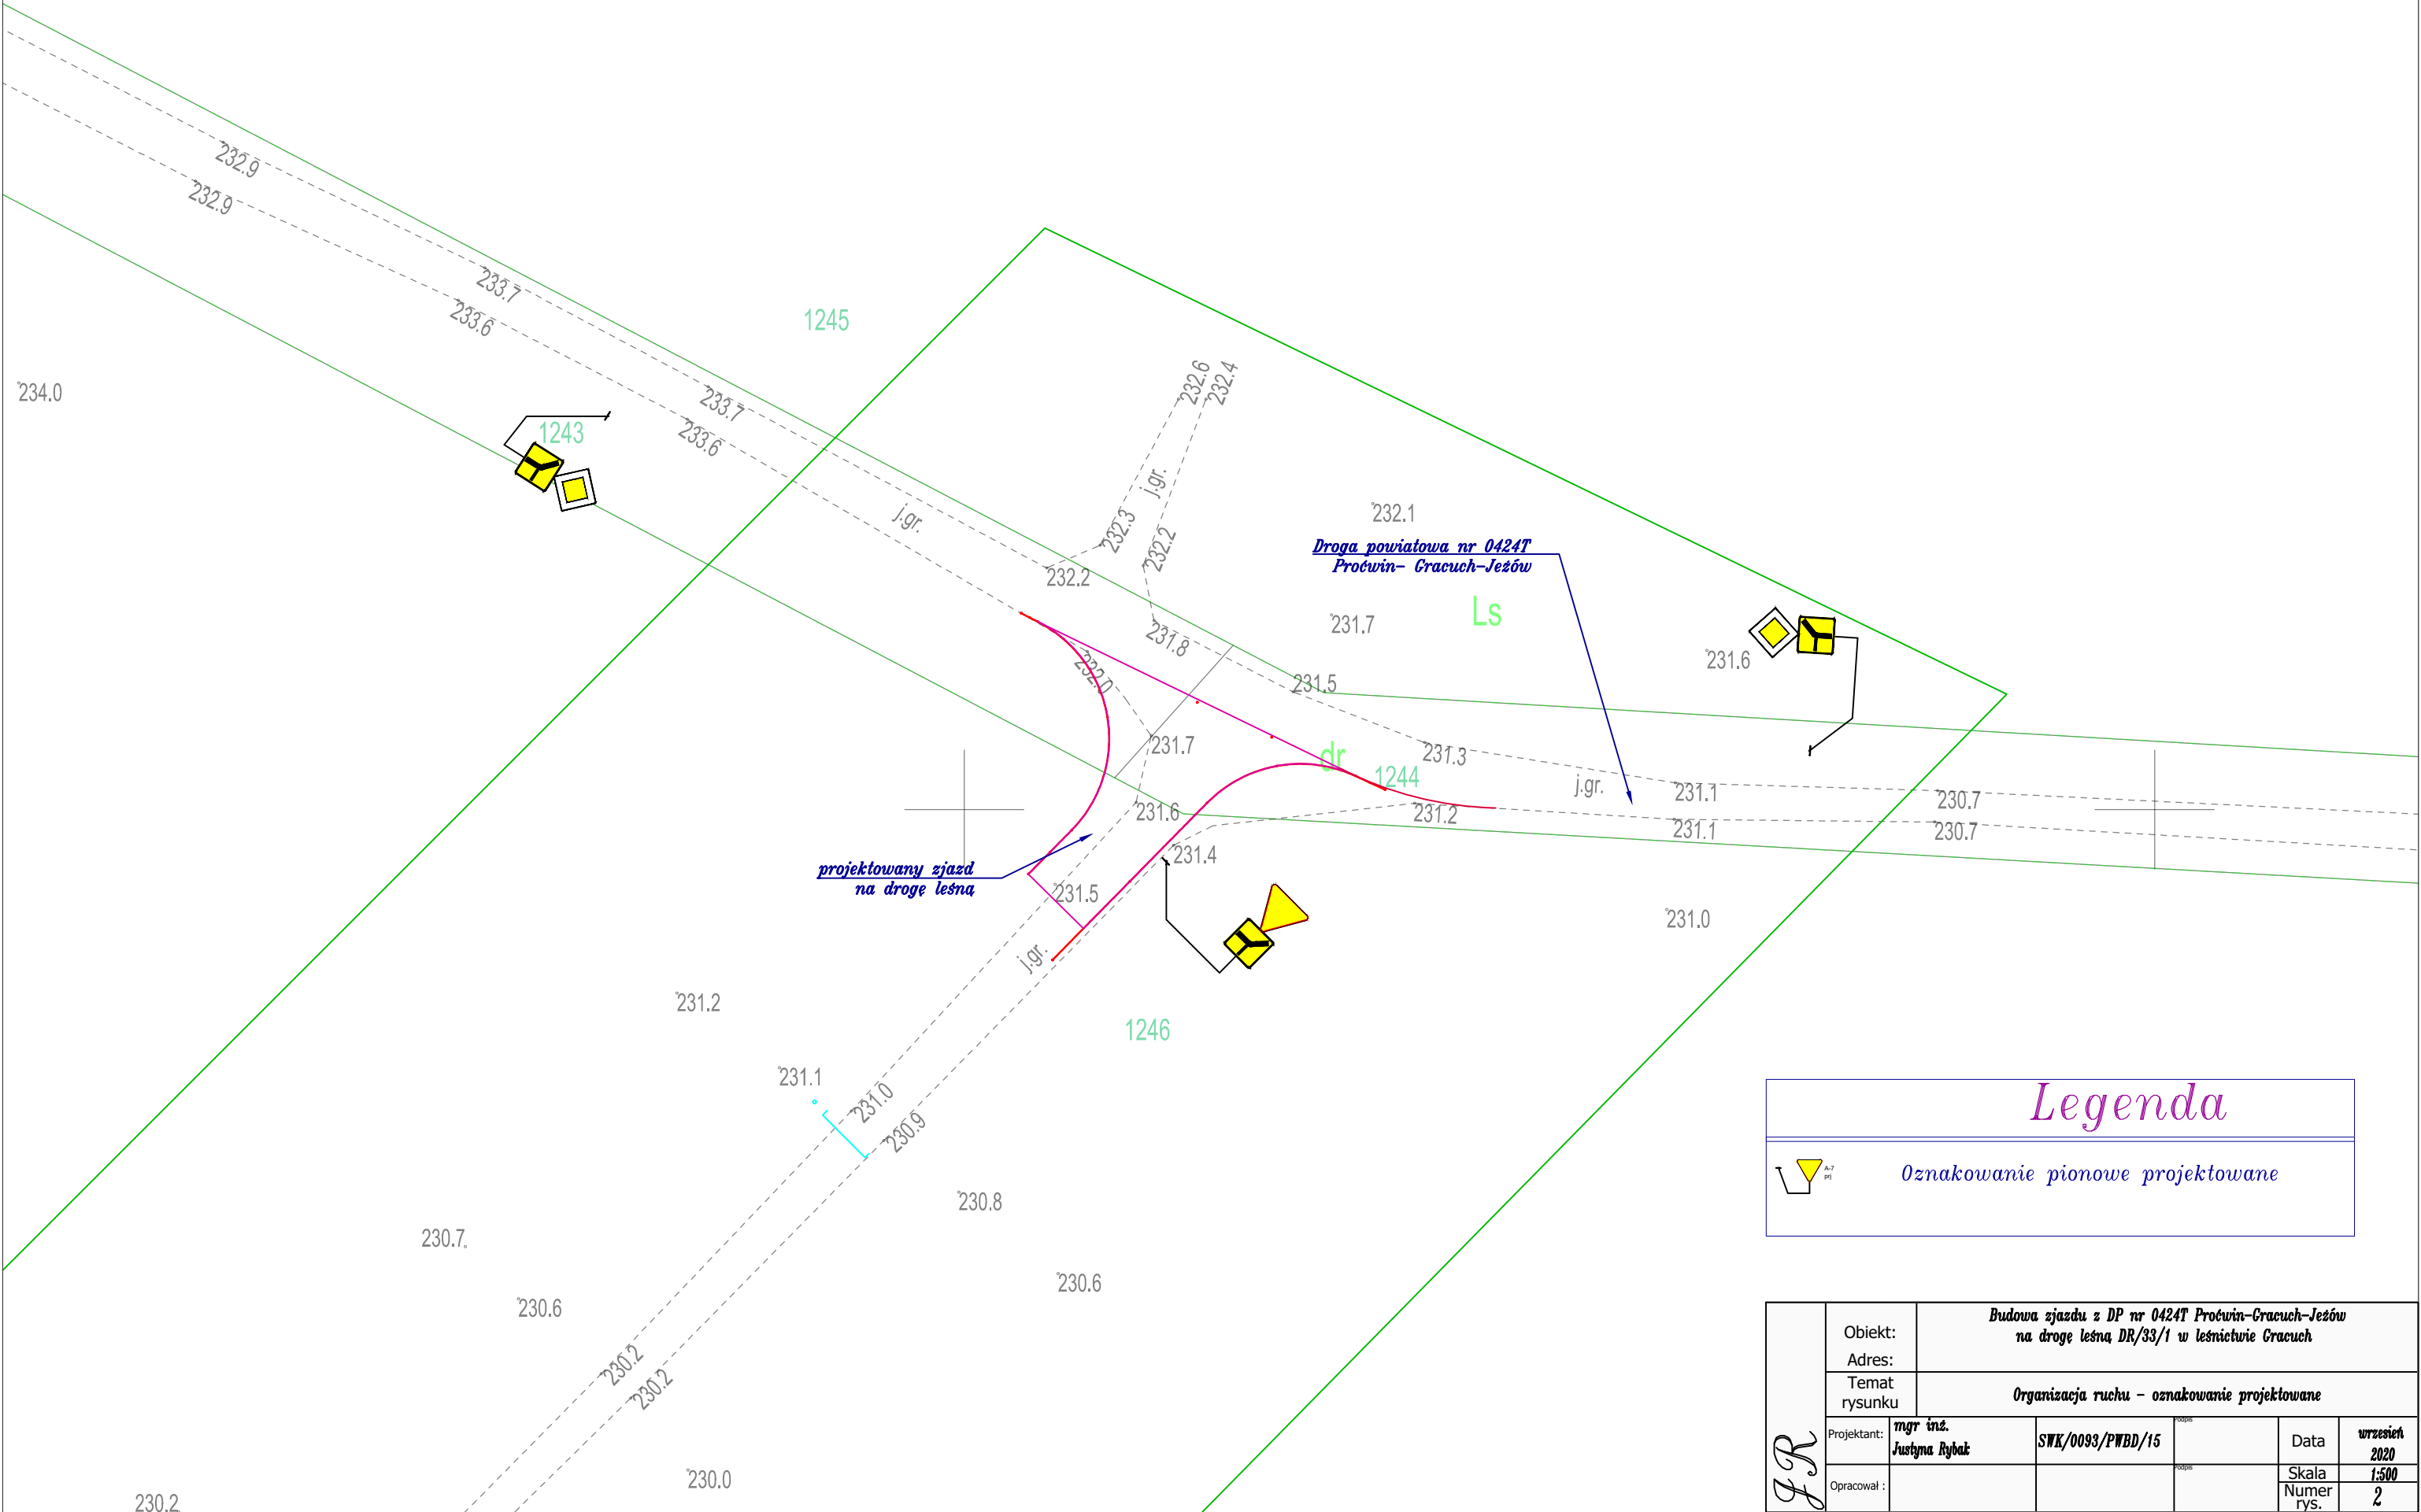 232.9
232.9
233.7
233.6
1245
234.0
1243
233.7
233.6
j.gr.
232.6
232.4
j.gr.
232.3
232.2
232.2
232.1
Droga powiatowa nr 0424T
Proćwin- Gracuch-Jeżów
Ls
231.7
231.8
231.6
232.0
231.5
231.7
dr
1244
231.3
j.gr.
231.1
230.7
231.6
231.2
231.1
230.7
231.4
projektowany zjazd
na drogę leśną
231.5
231.0
j.gr.
231.2
1246
231.1
231.0
230.9
230.8
230.7
230.6
230.6
230.2
230.2
230.0
230.2
Legenda
A-7
prj
Oznakowanie pionowe projektowane
JR
Obiekt:
Adres:
Budowa zjazdu z DP nr 0424T Proćwin-Gracuch-Jeżów
na drogę leśną DR/33/1 w leśnictwie Gracuch
Temat
rysunku
Organizacja ruchu - oznakowanie projektowane
Projektant:
mgr inż.
Justyna Rybak
SWK/0093/PWBD/15
Podpis
Data
wrzesień
2020
Opracował :
Podpis
Skala
1:500
Numer
rys.
2